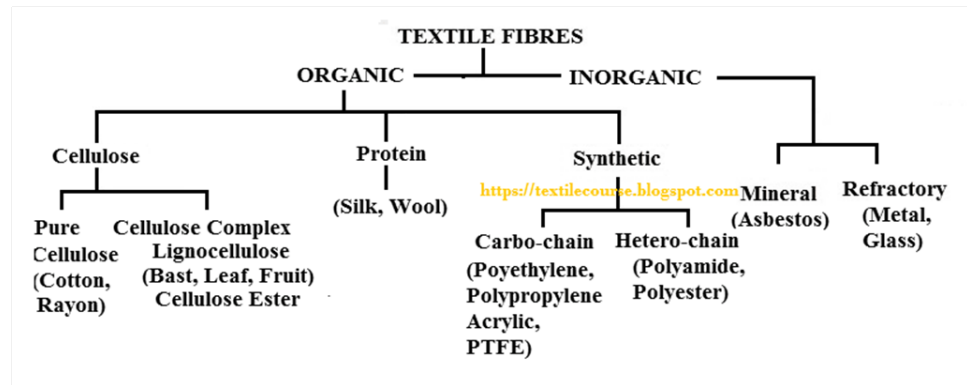 TEXTILE FIBRES
ORGANIC
INORGANIC
Cellulose
Protein
Synthetic
https://textilecourse.blogspot.com
Mineral
(Asbestos)
Refractory
(Metal,
Glass)
(Silk, Wool)
Pure
Cellulose
(Cotton,
Rayon)
Cellulose Complex
Lignocellulose
(Bast, Leaf, Fruit)
Cellulose Ester
Carbo-chain
(Poyethylene,
Polypropylene
Acrylic,
PTFE)
Hetero-chain
(Polyamide,
Polyester)